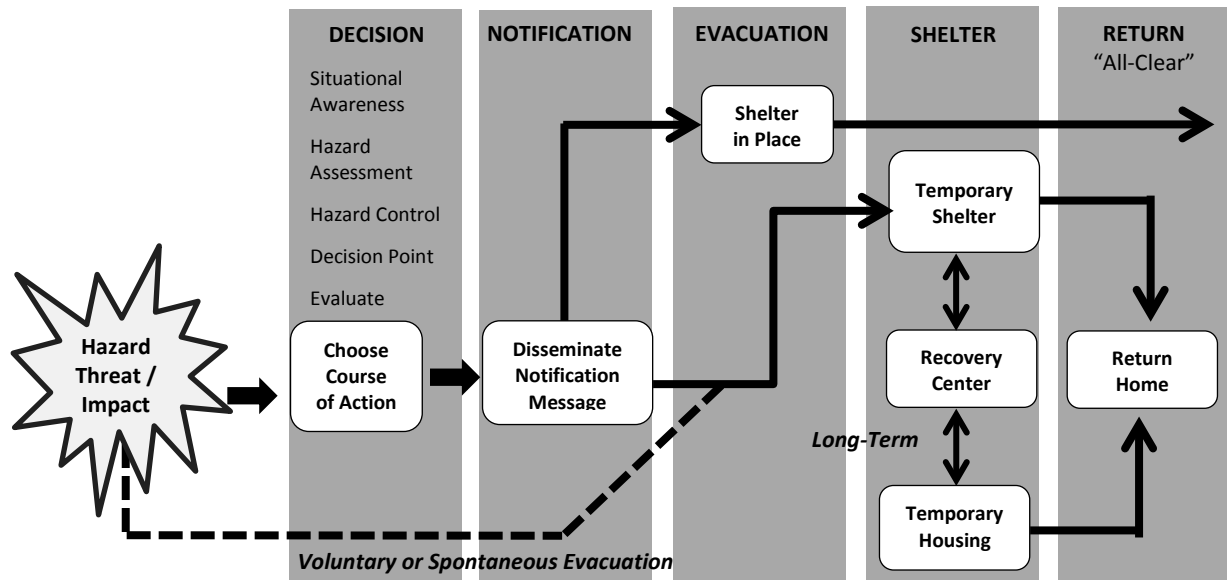 DECISION
NOTIFICATION
EVACUATION
SHELTER
RETURN
“All-Clear”
Situational
Awareness
Hazard
Assessment
Hazard Control
Decision Point
Evaluate
Shelter
in Place
Temporary
Shelter
Hazard
Threat /
Impact
Choose
Course
of Action
Disseminate
Notification
Message
Recovery
Center
Return
Home
Long-Term
Temporary
Housing
Voluntary or Spontaneous Evacuation